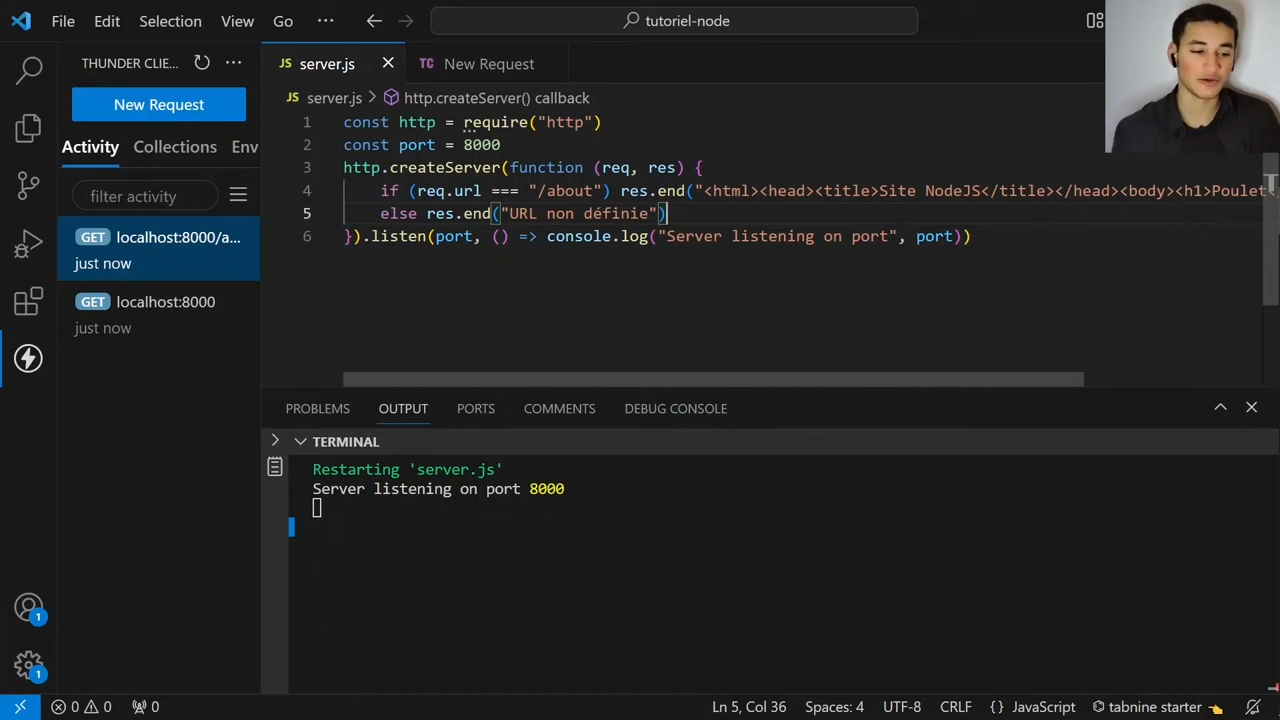 File Edit Selection View Go ··· tutoriel-node
THUNDER CLIE... ···
New Request
Activity Collections Env
filter activity
GET localhost:8000/a...
just now
GET localhost:8000
just now
JS server.js TC New Request
JS server.js > http.createServer() callback
1 const http = require("http")
2 const port = 8000
3 http.createServer(function (req, res) {
4 if (req.url === "/about") res.end("<html><head><title>Site NodeJS</title></head><body><h1>Poulet<
5 else res.end("URL non définie")
6 }).listen(port, () => console.log("Server listening on port", port))
PROBLEMS OUTPUT PORTS COMMENTS DEBUG CONSOLE
TERMINAL
Restarting 'server.js'
Server listening on port 8000
1
1
0 0 0 Ln 5, Col 36 Spaces: 4 UTF-8 CRLF {} JavaScript tabnine starter